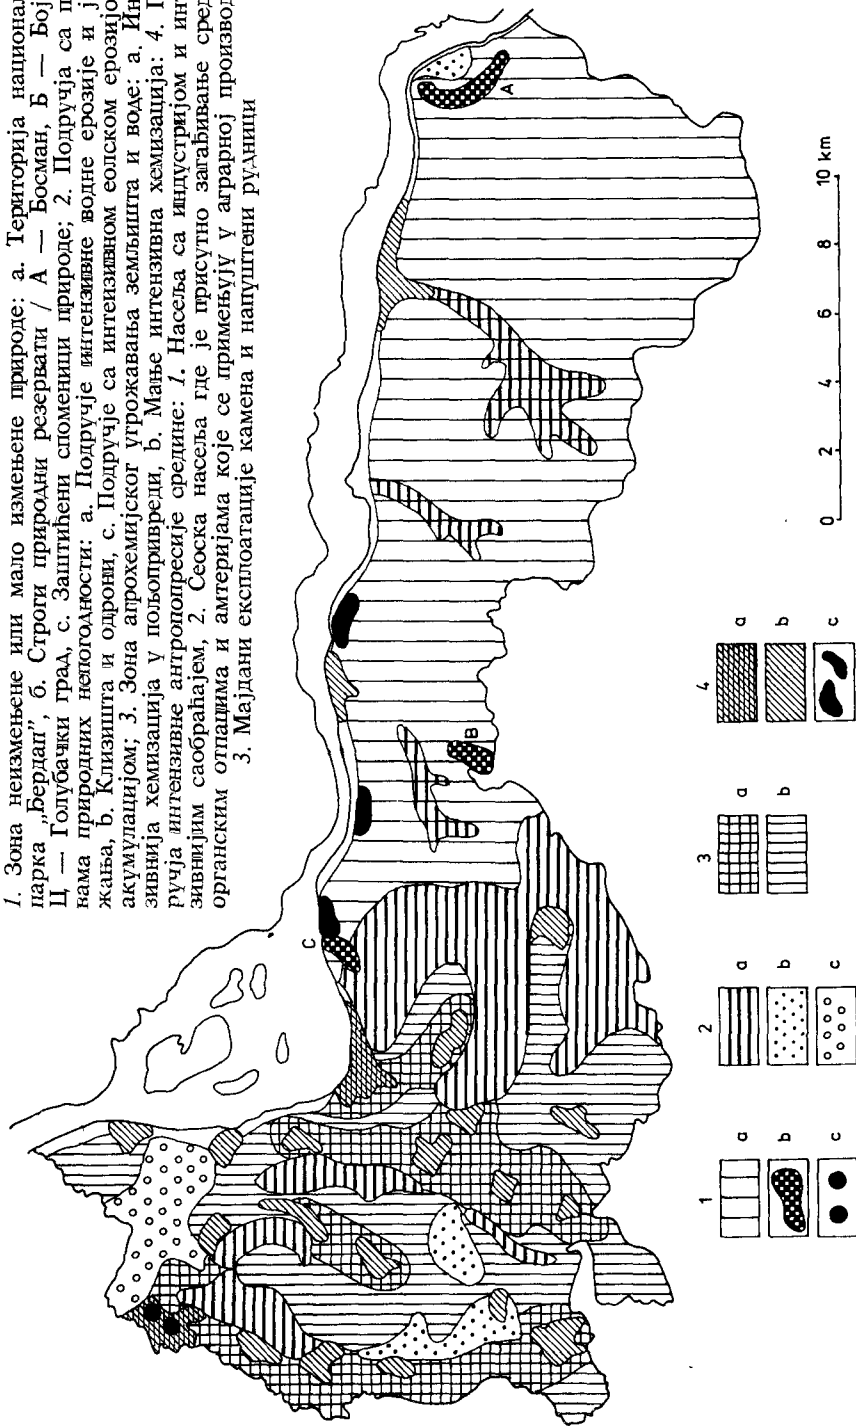 1. Зона неизмењене или мало измењене природе: а. Територија национал
парка „Бердап", б. Строги природни резервати / А — Босман, Б — Бој
Ц — Голубачки град, с. Заштићени споменици природе; 2. Подручја са п
вама природних непогодности: а. Подручје интензивне водне ерозије и ј
жања, b. Клизишта и одрони, с. Подручје са интеизивном еолском ерозијо
акумулацијом; 3. Зона агрохемијског угрожавања земљишта и воде: а. Ин
зивнија хемизација у пољопривреди, b. Мање интензивна хемизација: 4. П
ручја интензивне антропопресије средине: 1. Насеља са индустријом и инт
зивнијим саобраћајем, 2. Сеоска насеља где је присутно загађивање сред
органским отпацима и амтеријама које се примењују у аграрној производ
3. Мајдани експлоатације камена и напуштени рудници
A
B
C
0 2 4 6 8 10 km
1 2 3 4
a a a a
b b b b
c c c